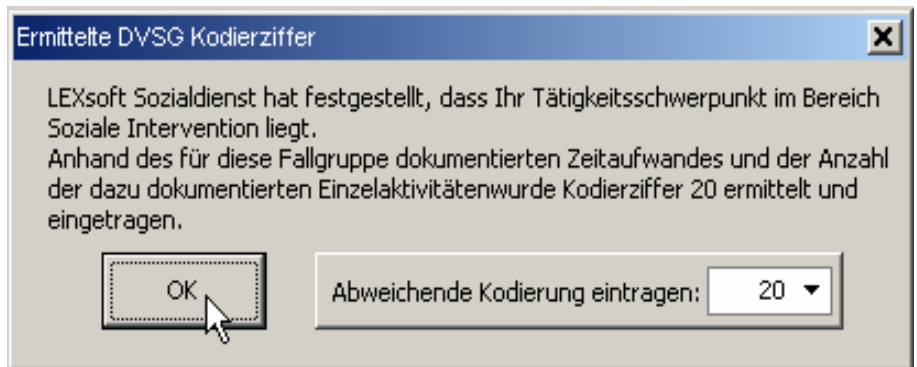 Ermittelte DVSG Kodierziffer
LEXsoft Sozialdienst hat festgestellt, dass Ihr Tätigkeitsschwerpunkt im Bereich
Soziale Intervention liegt.
Anhand des für diese Fallgruppe dokumentierten Zeitaufwandes und der Anzahl
der dazu dokumentierten Einzelaktivitätenwurde Kodierziffer 20 ermittelt und
eingetragen.
OK
Abweichende Kodierung eintragen: 20